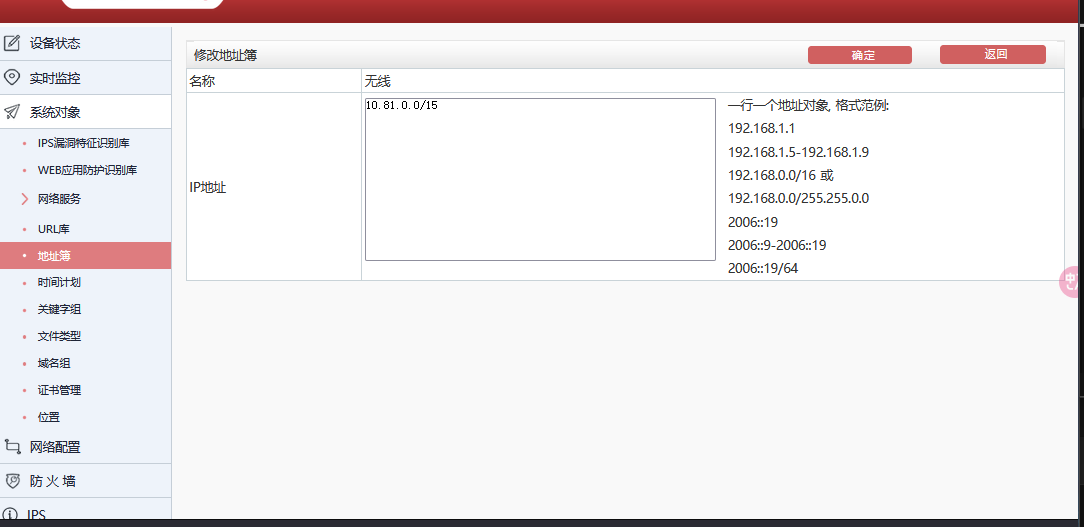 设备状态
实时监控
系统对象
IPS漏洞特征识别库
WEB应用防护识别库
网络服务
URL库
地址簿
时间计划
关键字组
文件类型
域名组
证书管理
位置
网络配置
防 火 墙
IPS
修改地址簿
确定
返回
名称
无线
IP地址
10.81.0.0/15
一行一个地址对象, 格式范例:
192.168.1.1
192.168.1.5-192.168.1.9
192.168.0.0/16 或
192.168.0.0/255.255.0.0
2006::19
2006::9-2006::19
2006::19/64